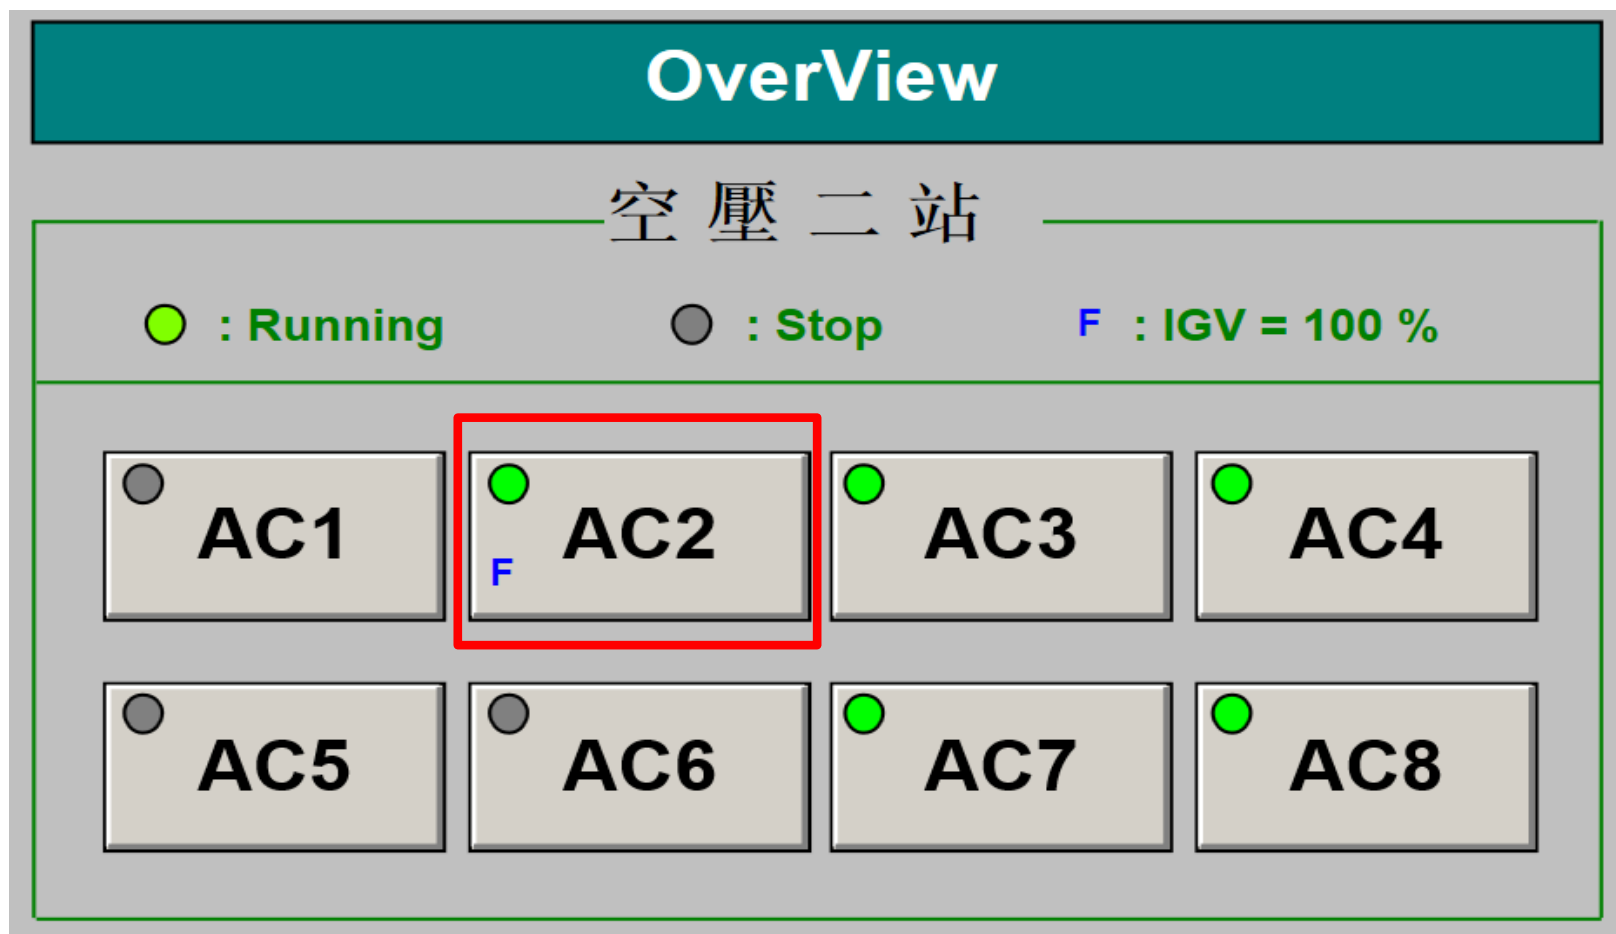 OverView
空壓二站
: Running : Stop F : IGV = 100 %
AC1 F AC2 AC3 AC4
AC5 AC6 AC7 AC8